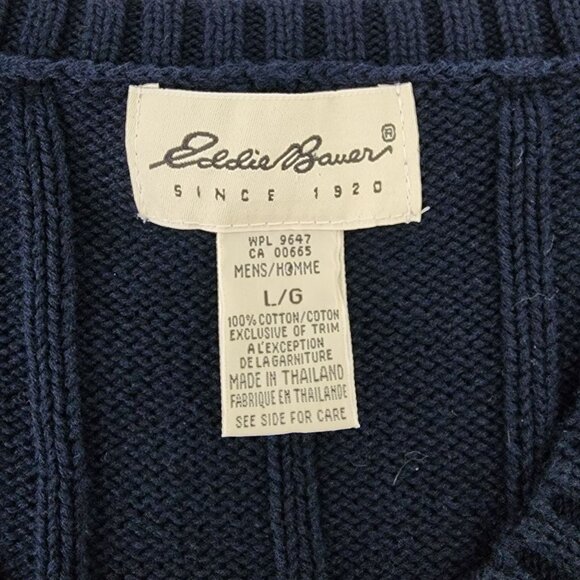 Eddie Bauer®
SINCE 1920
WPL 9647
CA 00665
MENS/HOMME
L/G
100% COTTON/COTON
EXCLUSIVE OF TRIM
A L'EXCEPTION
DE LA GARNITURE
MADE IN THAILAND
FABRIQUE EN THAILANDE
SEE SIDE FOR CARE